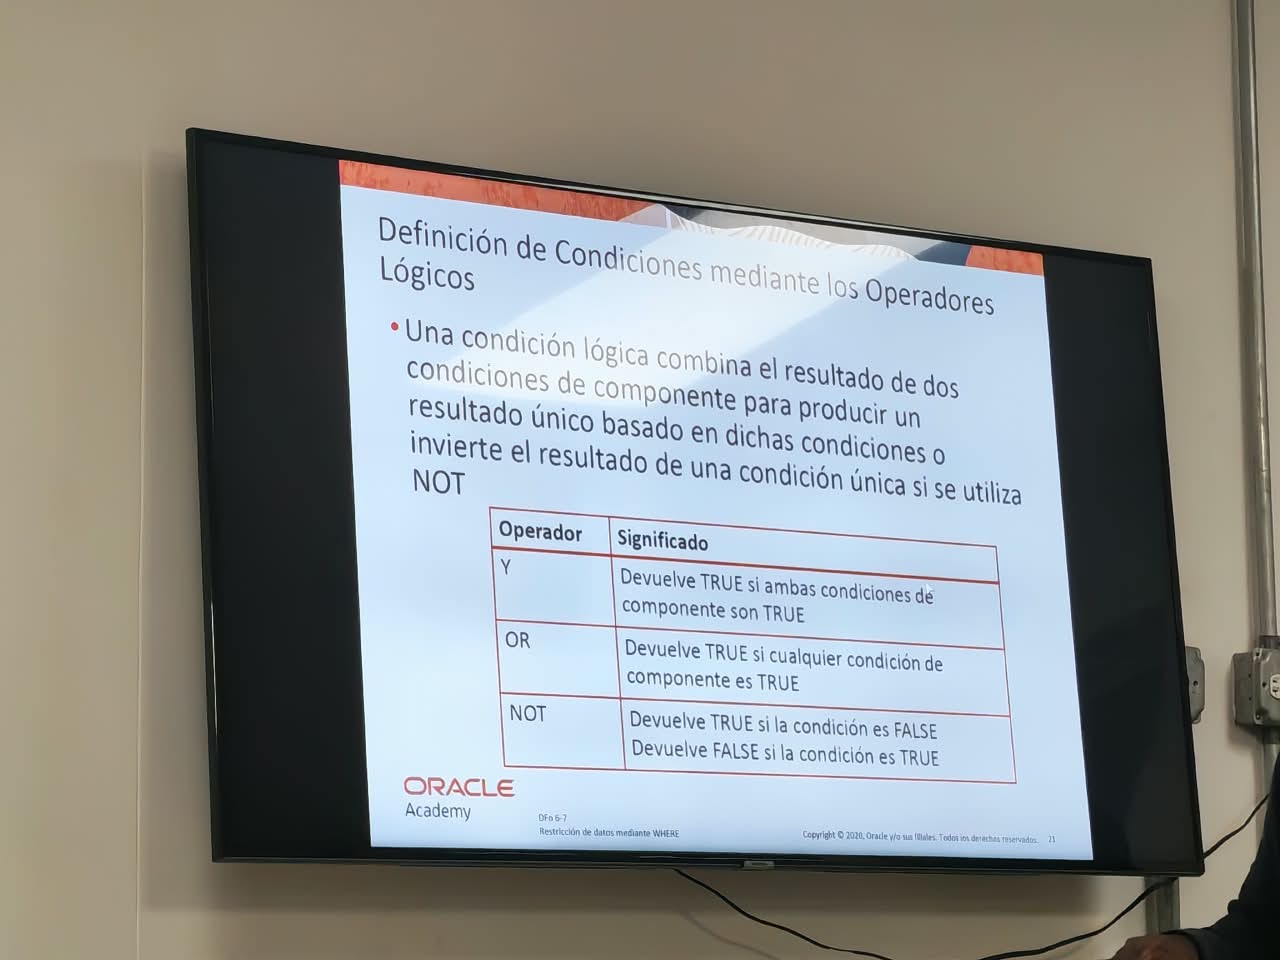 Definición de Condiciones mediante los Operadores
Lógicos
• Una condición lógica combina el resultado de dos
condiciones de componente para producir un
resultado único basado en dichas condiciones o
invierte el resultado de una condición única si se utiliza
NOT
Operador Significado
Y Devuelve TRUE si ambas condiciones de
componente son TRUE
OR Devuelve TRUE si cualquier condición de
componente es TRUE
NOT Devuelve TRUE si la condición es FALSE
Devuelve FALSE si la condición es TRUE
ORACLE
Academy
DFo 6-7
Restricción de datos mediante WHERE
Copyright © 2020, Oracle y/o sus filiales. Todos los derechos reservados. 21